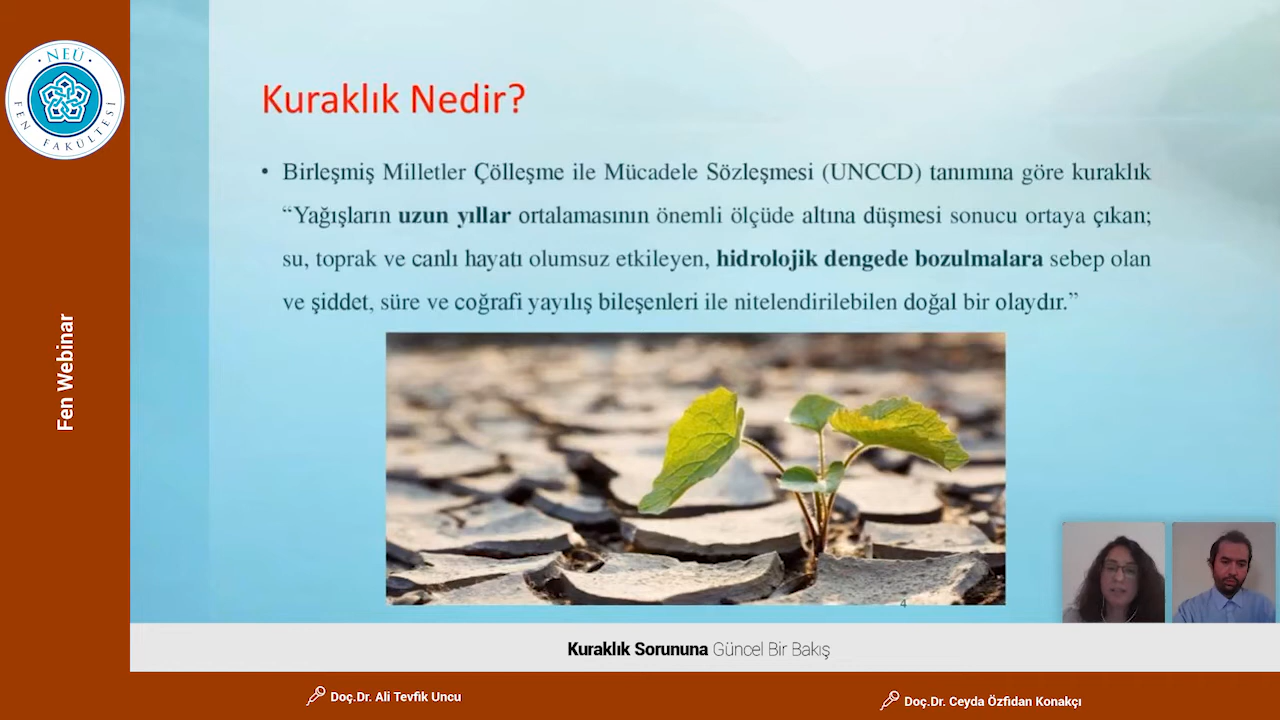 · NEÜ ·
FEN FAKÜLTESİ
Fen Webinar
Kuraklık Nedir?
• Birleşmiş Milletler Çölleşme ile Mücadele Sözleşmesi (UNCCD) tanımına göre kuraklık
“Yağışların uzun yıllar ortalamasının önemli ölçüde altına düşmesi sonucu ortaya çıkan;
su, toprak ve canlı hayatı olumsuz etkileyen, hidrolojik dengede bozulmalara sebep olan
ve şiddet, süre ve coğrafi yayılış bileşenleri ile nitelendirilebilen doğal bir olaydır.”
4
Kuraklık Sorununa Güncel Bir Bakış
Doç.Dr. Ali Tevfik Uncu
Doç.Dr. Ceyda Özfidan Konakçı